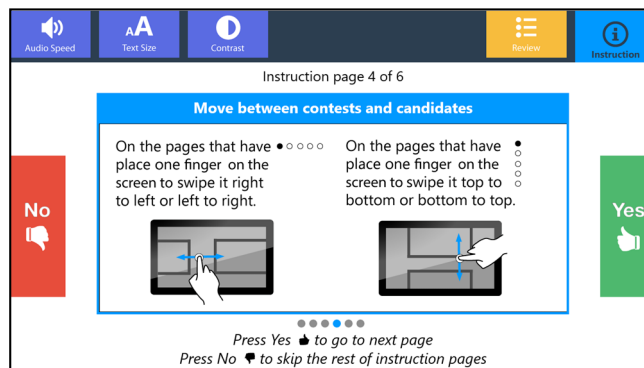 Audio Speed
AA
Text Size
Contrast
Review
Instruction
Instruction page 4 of 6
Move between contests and candidates
On the pages that have
place one finger on the
screen to swipe it right
to left or left to right.
On the pages that have
place one finger on the
screen to swipe it top to
bottom or bottom to top.
No
Yes
Press Yes to go to next page
Press No to skip the rest of instruction pages